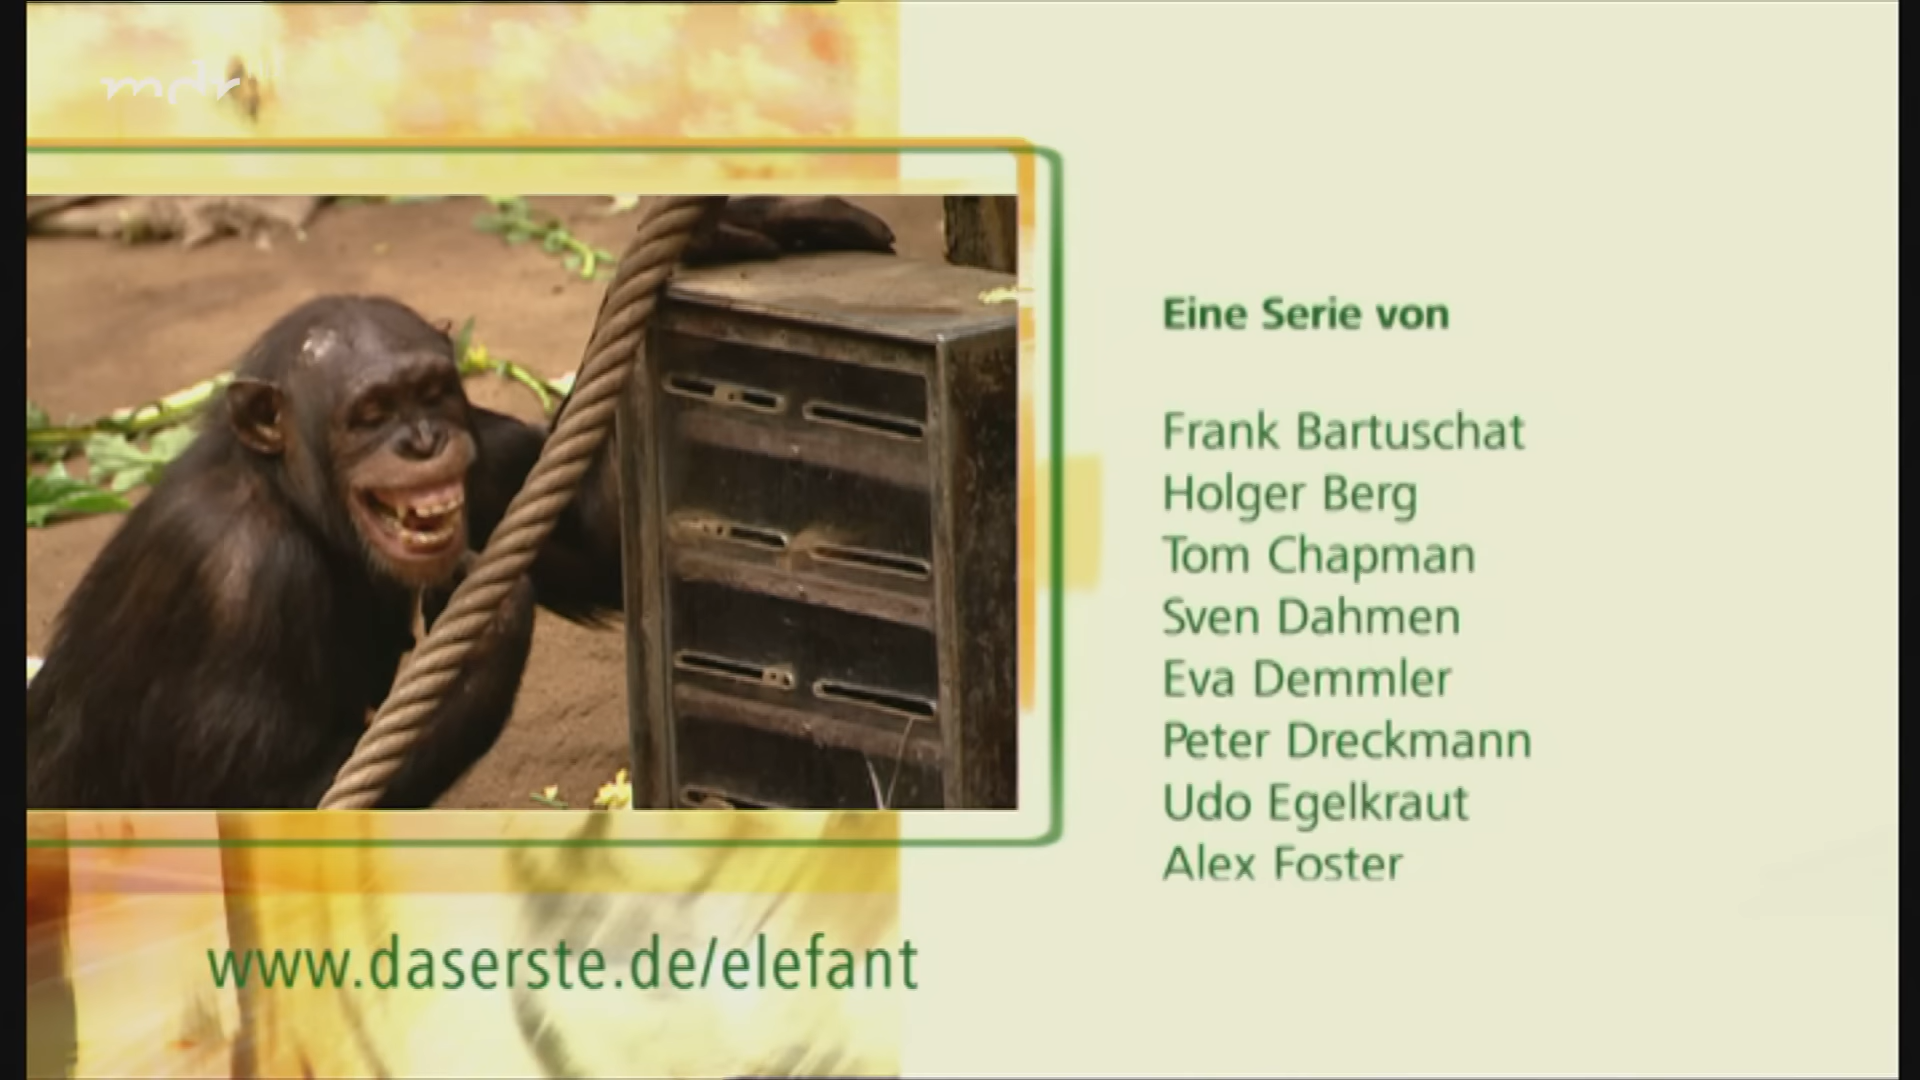 mdr
Eine Serie von
Frank Bartuschat
Holger Berg
Tom Chapman
Sven Dahmen
Eva Demmler
Peter Dreckmann
Udo Egelkraut
Alex Foster
www.daserste.de/elefant